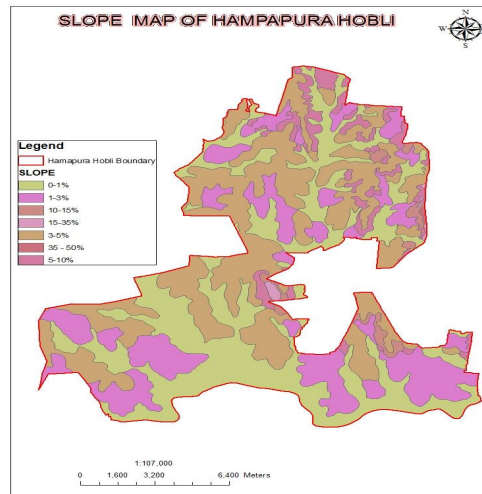 SLOPE MAP OF HAMPAPURA HOBLI
N
W E
S
Legend
Hamapura Hobli Boundary
SLOPE
0-1%
1-3%
10-15%
15-35%
3-5%
35 - 50%
5-10%
1:107,000
0 1,600 3,200 6,400 Meters